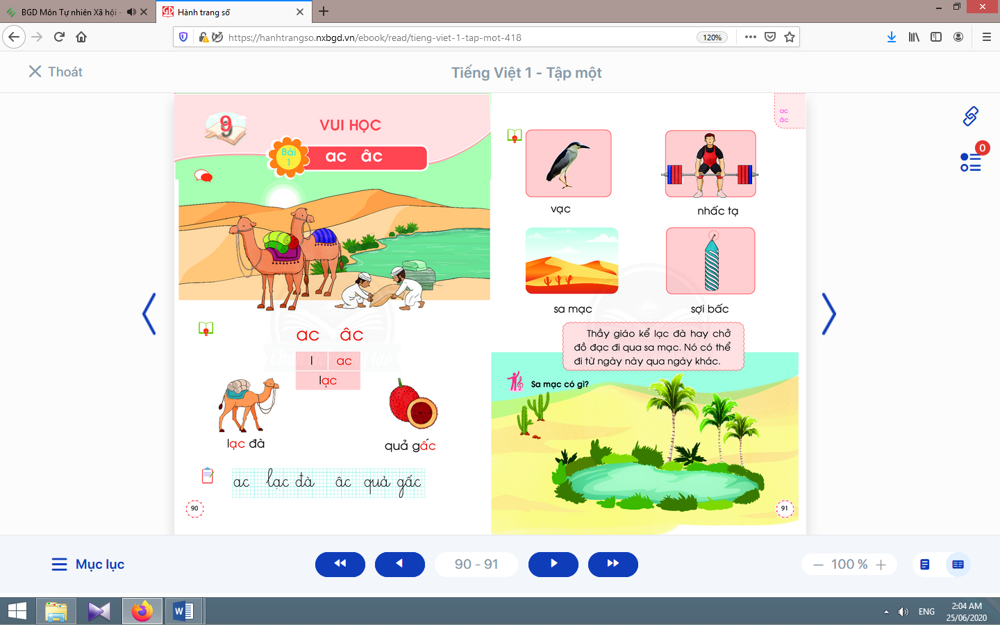 BGD Môn Tự nhiên Xã hội -
Hành trang số
https://hanhtrangso.nxbgd.vn/ebook/read/tieng-viet-1-tap-mot-418
120%
Thoát
Tiếng Việt 1 - Tập một
0
9
VUI HỌC
Bài
1
ac âc
ac âc
l ac
lạc
lạc đà
quả gấc
ac lạc đà âc quả gấc
90
ac
âc
vạc
nhấc tạ
sa mạc
sợi bấc
Thầy giáo kể lạc đà hay chở
đồ đạc đi qua sa mạc. Nó có thể
đi từ ngày này qua ngày khác.
Sa mạc có gì?
91
Mục lục
90 - 91
100 %
ENG
2:04 AM
25/06/2020